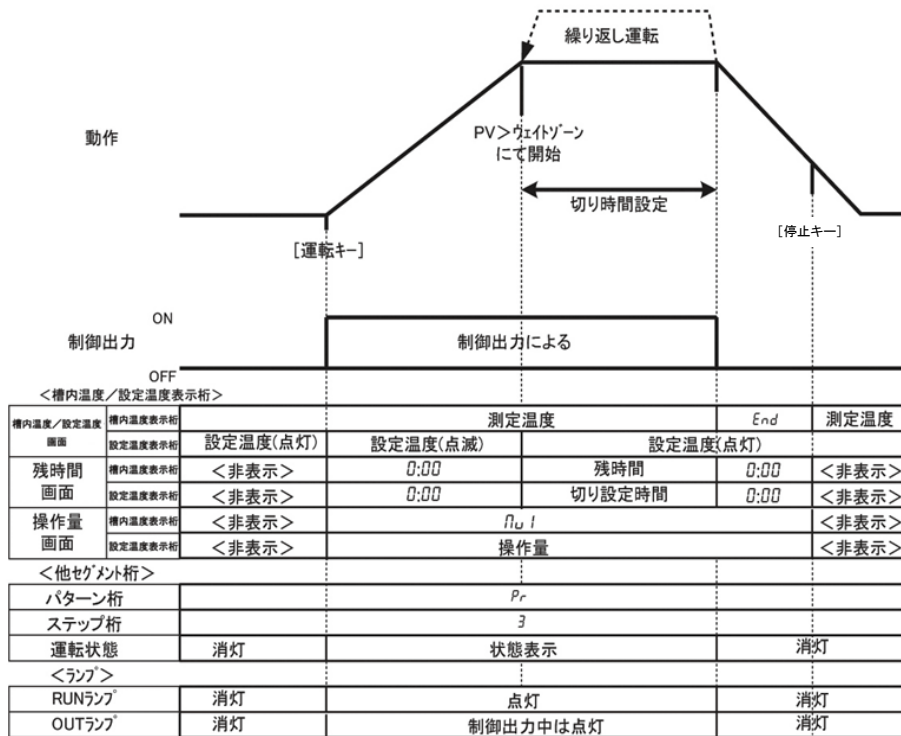 繰り返し運転
動作
PV＞ウェイトゾーン
にて開始
切り時間設定
[運転キー]
[停止キー]
ON
制御出力
制御出力による
OFF
＜槽内温度／設定温度表示桁＞
槽内温度／設定温度
画面
槽内温度表示桁 測定温度 End 測定温度
設定温度表示桁 設定温度(点灯) 設定温度(点滅) 設定温度(点灯)
残時間
画面
槽内温度表示桁 ＜非表示＞ 0:00 残時間 0:00 ＜非表示＞
設定温度表示桁 ＜非表示＞ 0:00 切り設定時間 0:00 ＜非表示＞
操作量
画面
槽内温度表示桁 ＜非表示＞ Mv1 ＜非表示＞
設定温度表示桁 ＜非表示＞ 操作量 ＜非表示＞
＜他セグメント桁＞
パターン桁 Pr
ステップ桁 3
運転状態 消灯 状態表示 消灯
＜ランプ＞
RUNランプ 消灯 点灯 消灯
OUTランプ 消灯 制御出力中は点灯 消灯